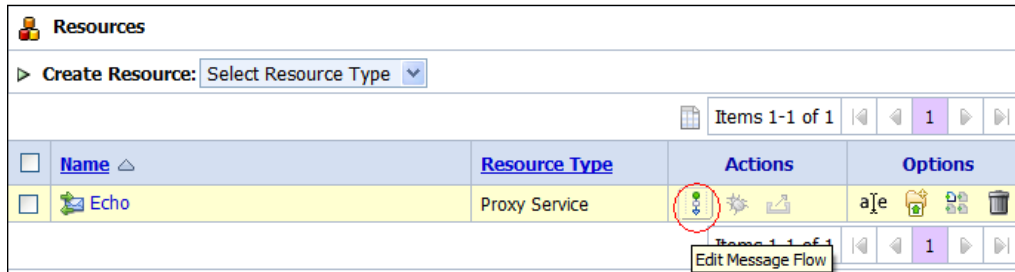 Resources
Create Resource: Select Resource Type
Items 1-1 of 1 1
Name Resource Type Actions Options
Echo Proxy Service a e
Items 1-1 of 1 1
Edit Message Flow